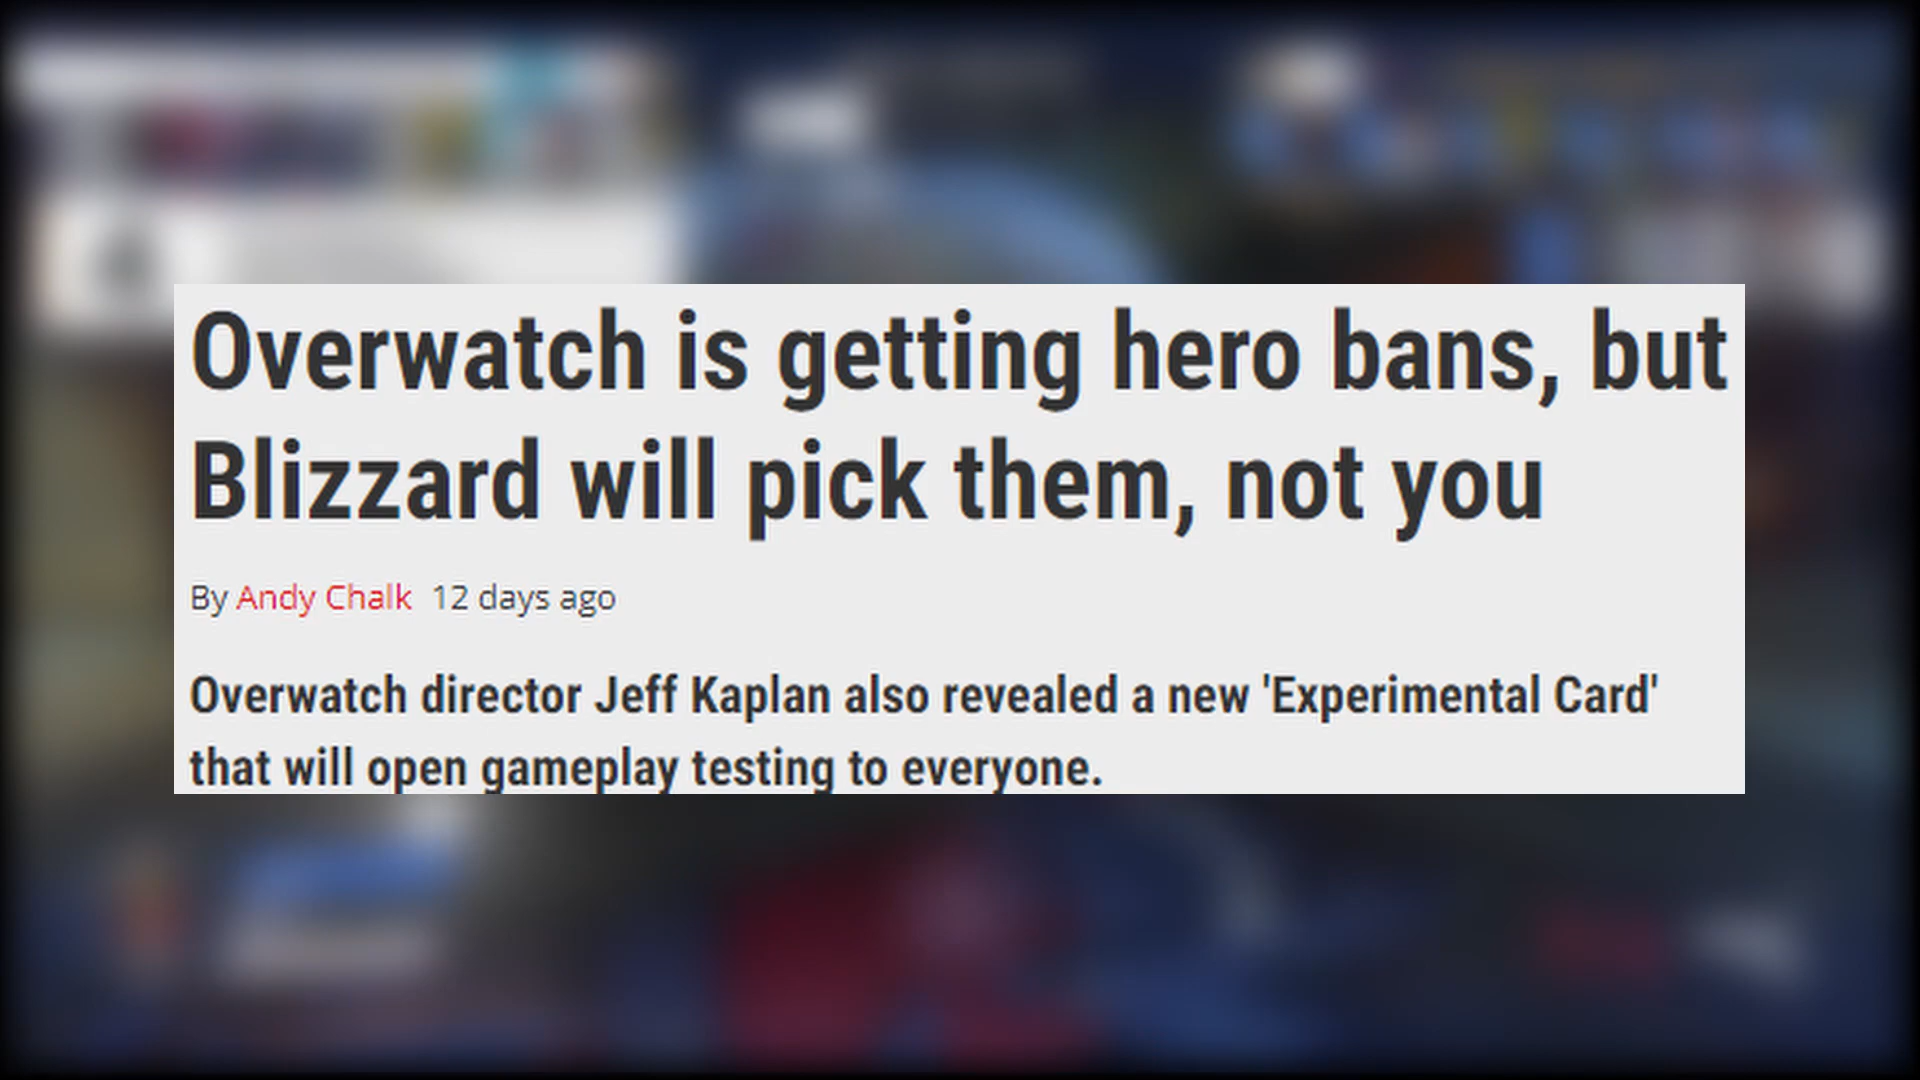 Overwatch is getting hero bans, but
Blizzard will pick them, not you
By Andy Chalk 12 days ago
Overwatch director Jeff Kaplan also revealed a new 'Experimental Card'
that will open gameplay testing to everyone.